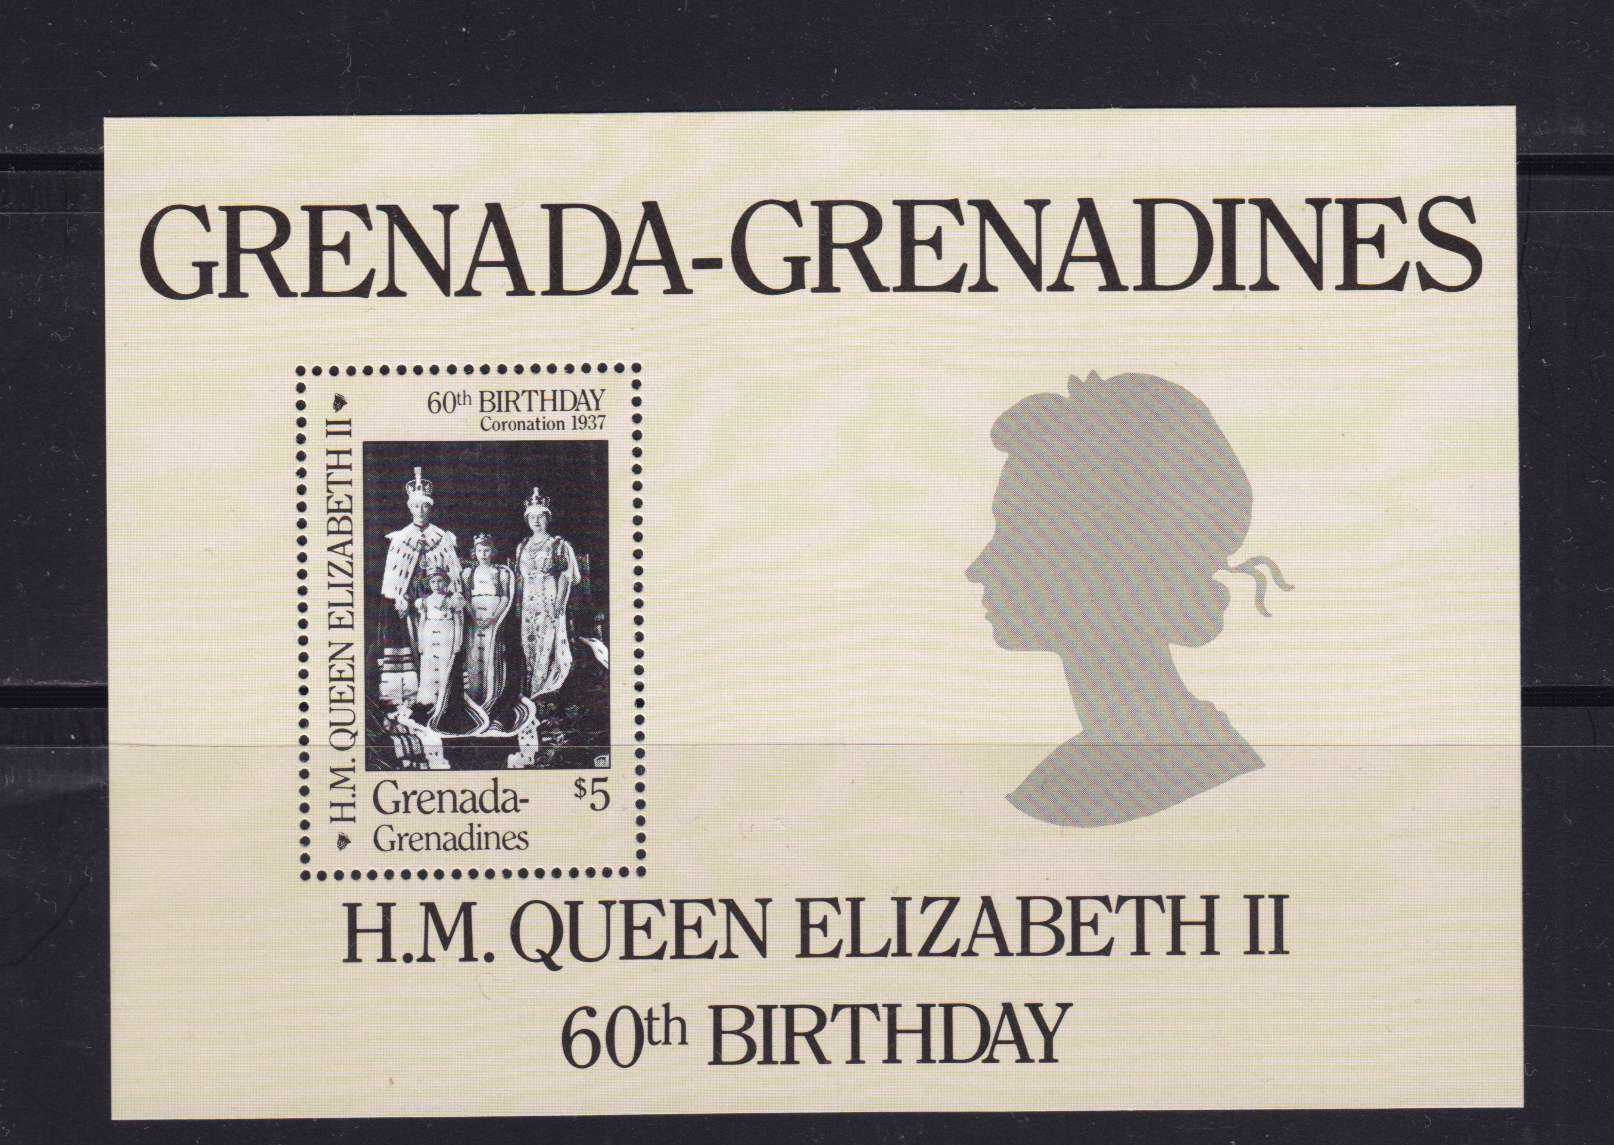 GRENADA-GRENADINES
60th BIRTHDAY
Coronation 1937
H.M. QUEEN ELIZABETH II
Grenada-
$5
Grenadines
H.M. QUEEN ELIZABETH II
60th BIRTHDAY